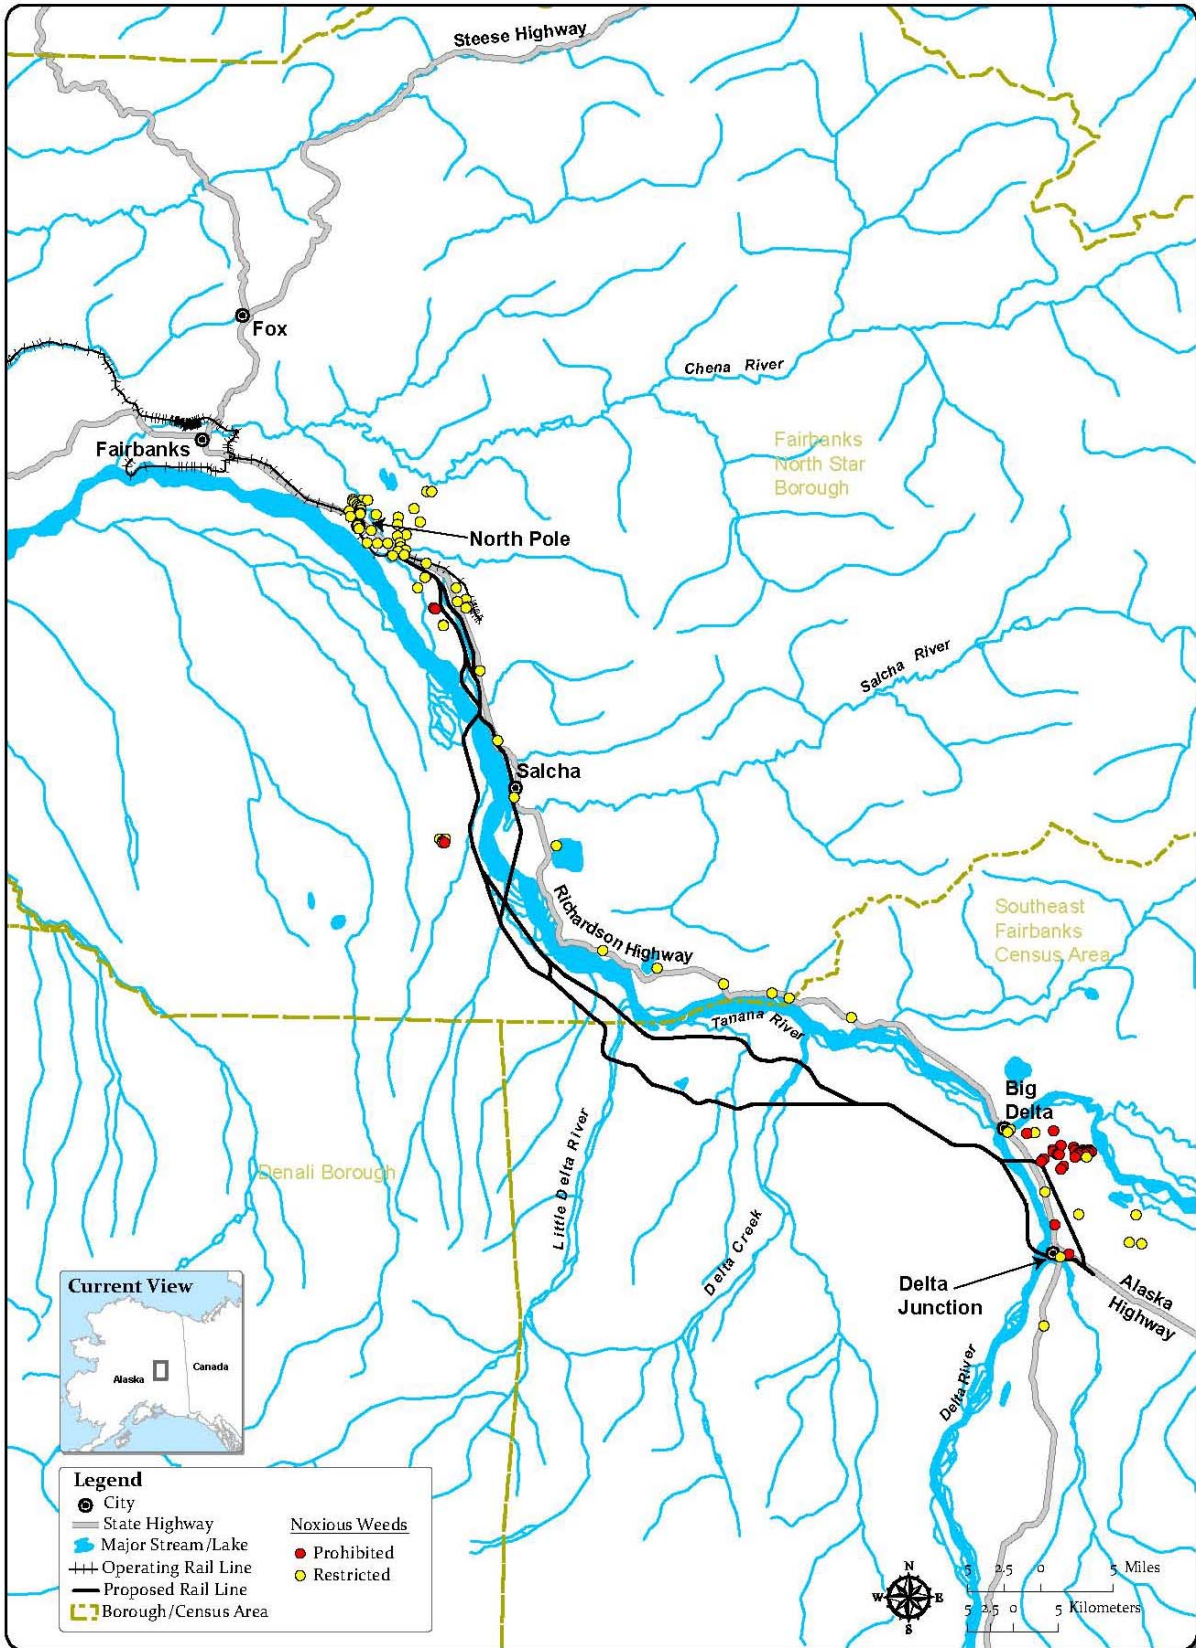 Steese Highway
Fox
Chena River
Fairbanks
Fairbanks
North Star
Borough
North Pole
Salcha River
Salcha
Richardson Highway
Southeast
Fairbanks
Census Area
Tanana River
Big
Delta
Little Delta River
Denali Borough
Delta Creek
Delta
Junction
Alaska
Highway
Delta River
Current View
Alaska
Canada
Legend
City
State Highway
Major Stream/Lake
Operating Rail Line
Proposed Rail Line
Borough/Census Area
Noxious Weeds
Prohibited
Restricted
N
W E
S
5 2.5 0 5 Miles
5 2.5 0 5 Kilometers